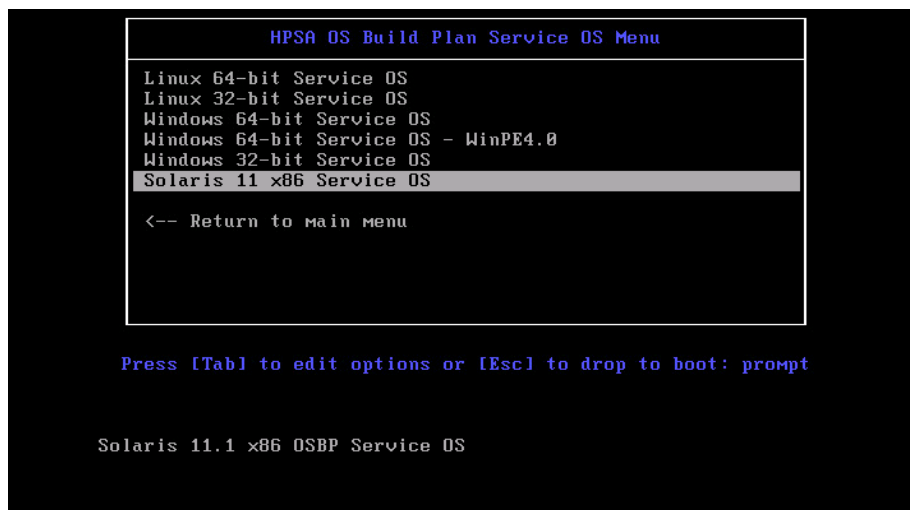 HPSA OS Build Plan Service OS Menu
Linux 64-bit Service OS
Linux 32-bit Service OS
Windows 64-bit Service OS
Windows 64-bit Service OS - WinPE4.0
Windows 32-bit Service OS
Solaris 11 x86 Service OS
<-- Return to main menu
Press [Tab] to edit options or [Esc] to drop to boot: prompt
Solaris 11.1 x86 OSBP Service OS